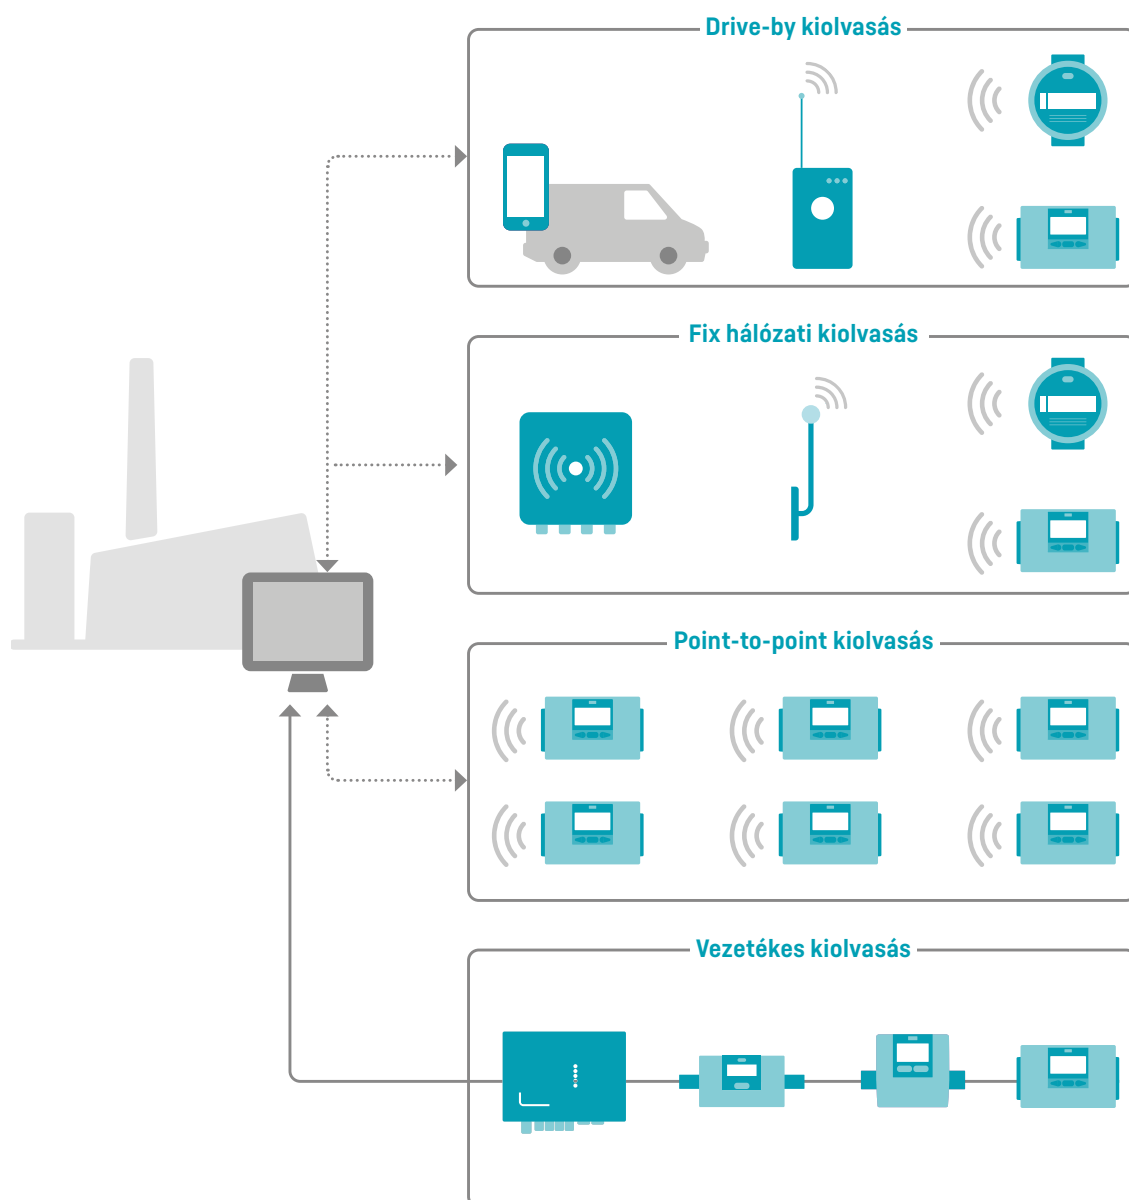 Drive-by kiolvasás
Fix hálózati kiolvasás
Point-to-point kiolvasás
Vezetékes kiolvasás